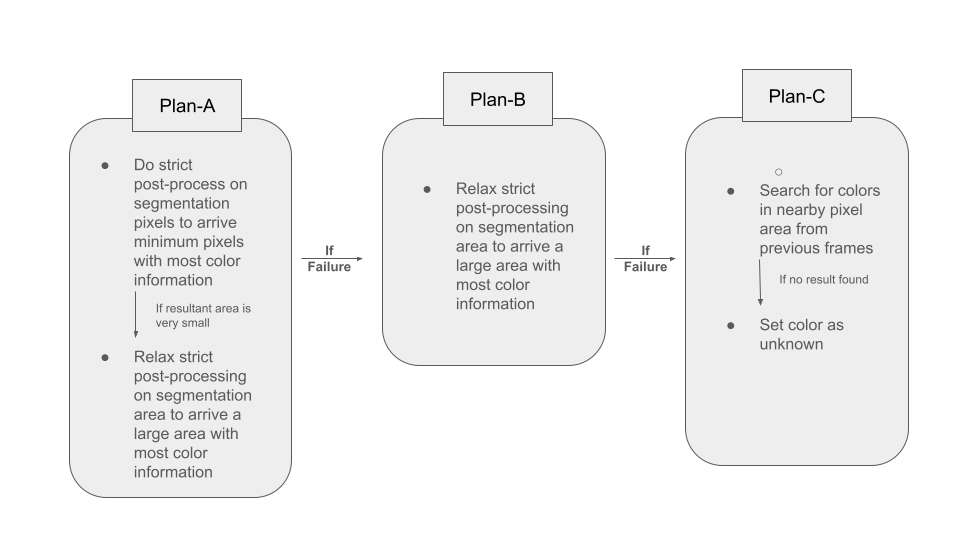 Plan-A
Do strict
post-process on
segmentation
pixels to arrive
minimum pixels
with most color
information
If resultant area is
very small
Relax strict
post-processing
on segmentation
area to arrive a
large area with
most color
information
If
Failure
Plan-B
Relax strict
post-processing
on segmentation
area to arrive a
large area with
most color
information
If
Failure
Plan-C
Search for colors
in nearby pixel
area from
previous frames
If no result found
Set color as
unknown